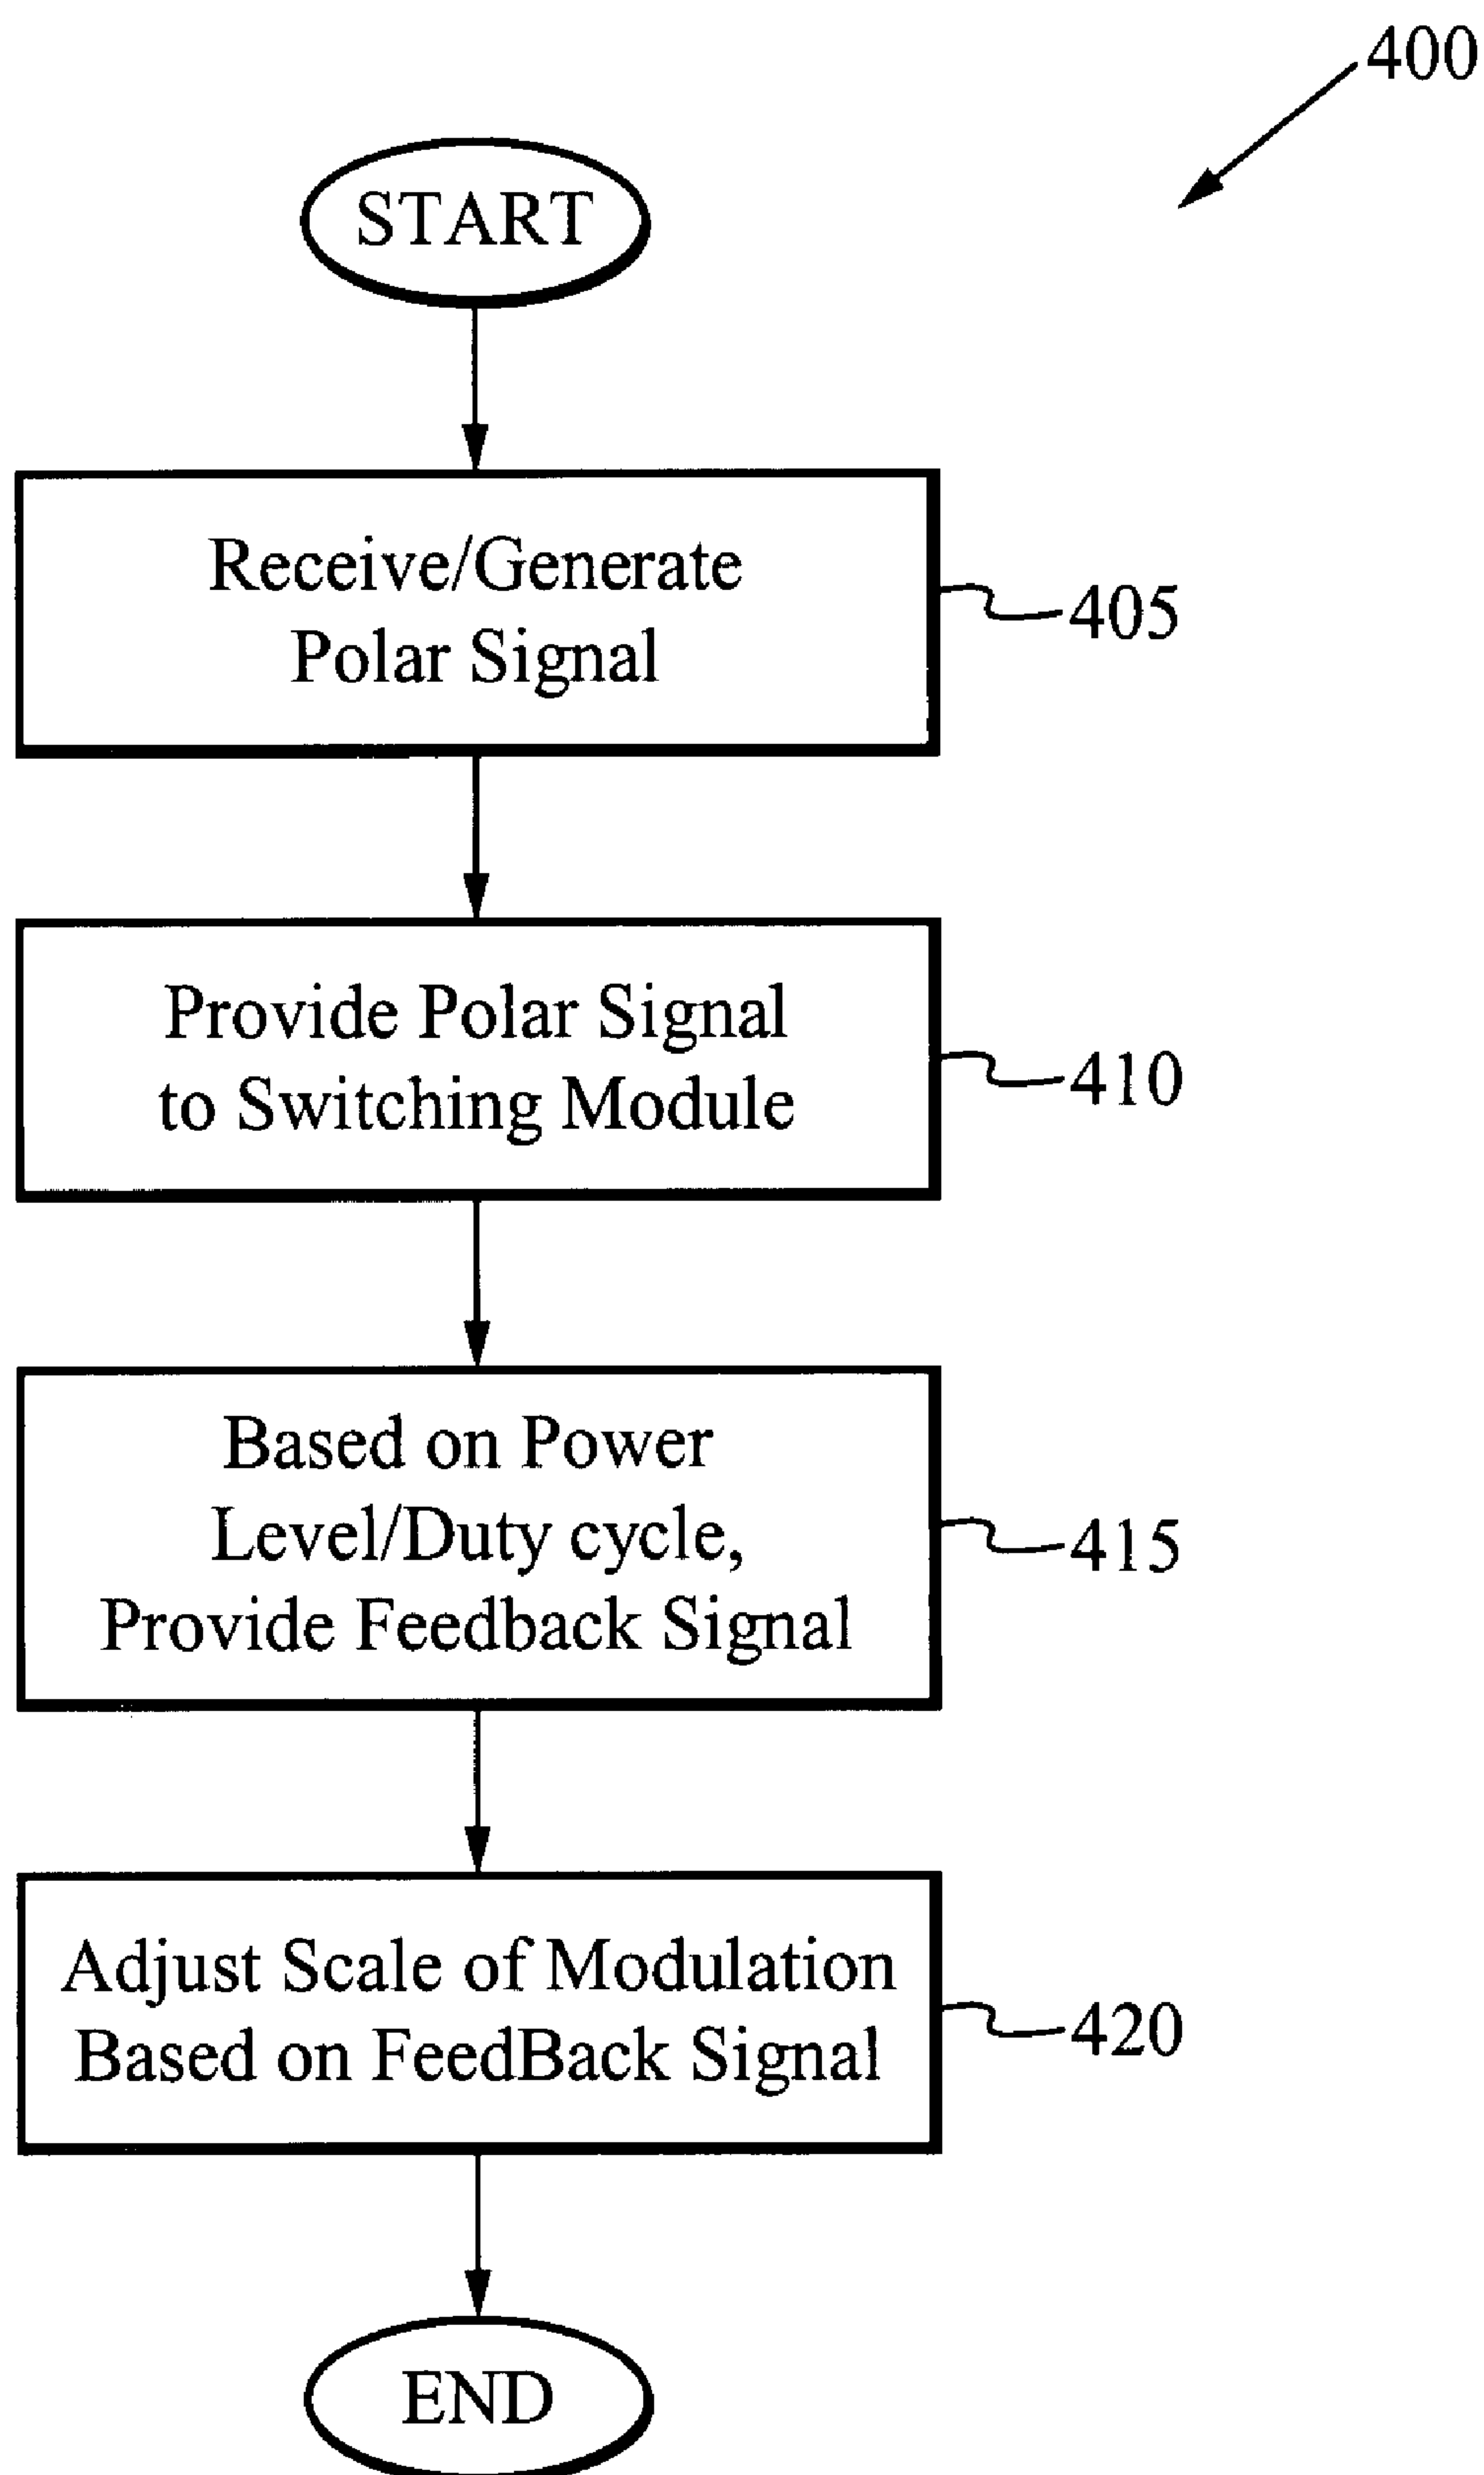 400
START
Receive/Generate
Polar Signal
405
Provide Polar Signal
to Switching Module
410
Based on Power
Level/Duty cycle,
Provide Feedback Signal
415
Adjust Scale of Modulation
Based on FeedBack Signal
420
END